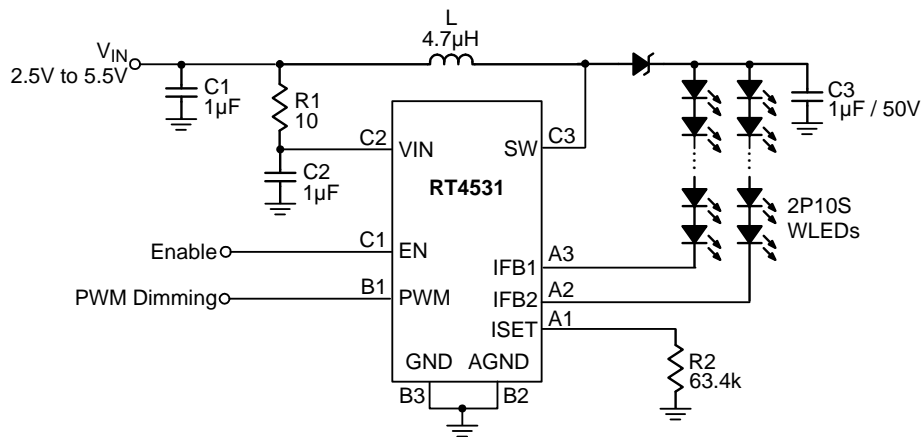 L
4.7µH
VIN
2.5V to 5.5V
C1
1µF
R1
10
C3
1µF / 50V
C2
VIN
SW
C3
C2
1µF
RT4531
2P10S
WLEDs
Enable
C1
EN
IFB1
A3
PWM Dimming
B1
PWM
IFB2
A2
ISET
A1
R2
63.4k
GND
AGND
B3
B2